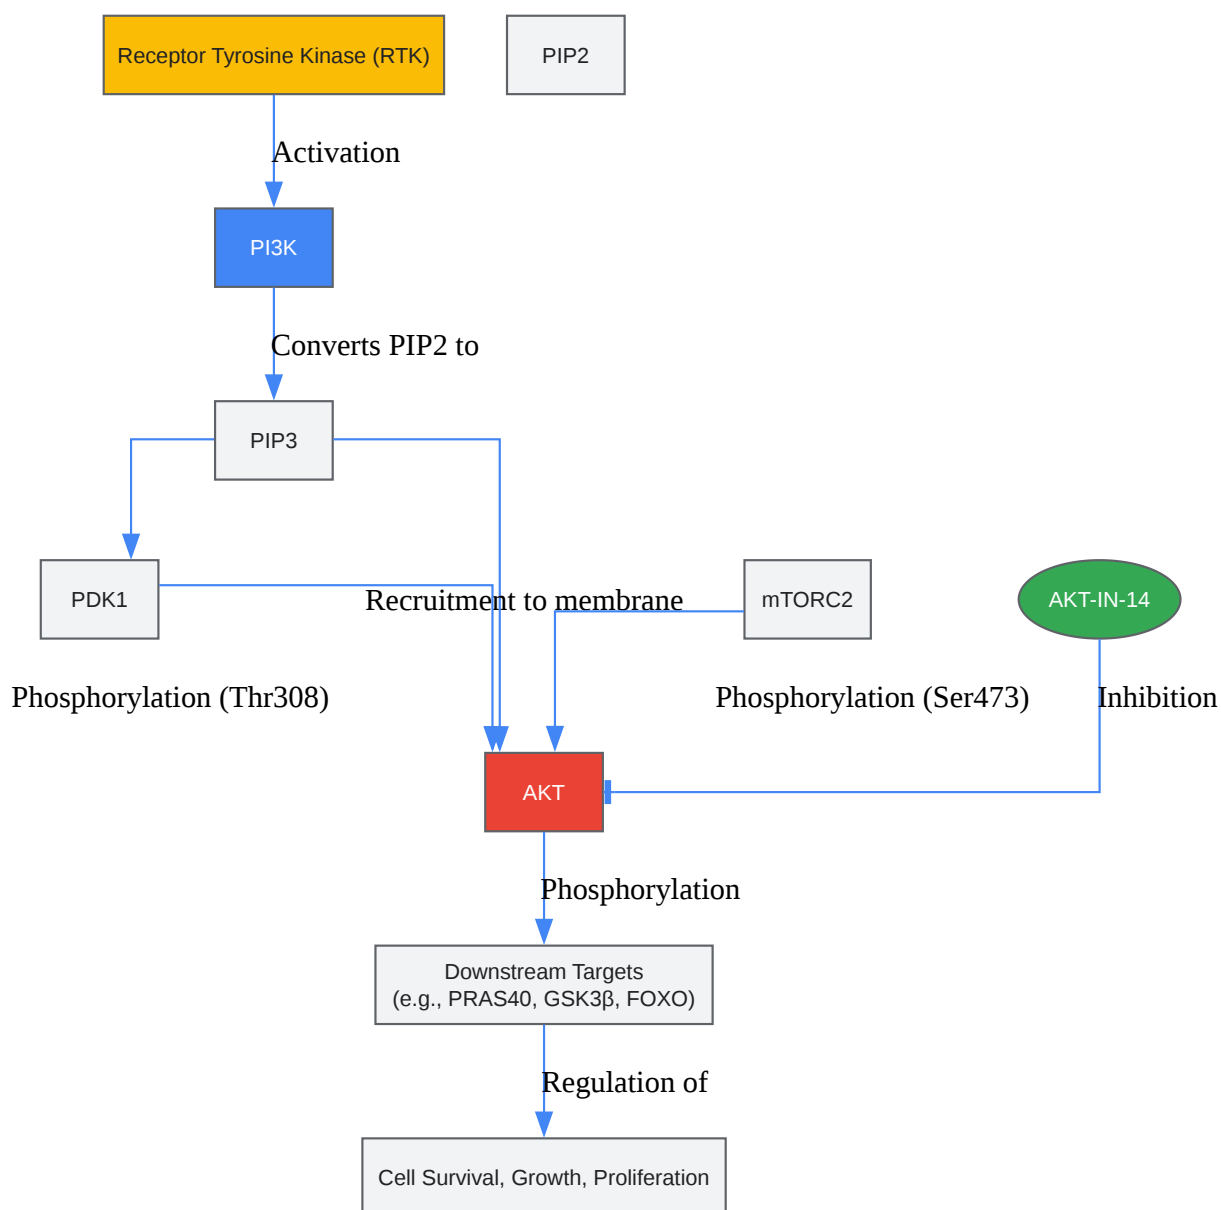 Receptor Tyrosine Kinase (RTK)
PIP2
Activation
PI3K
Converts PIP2 to
PIP3
PDK1
Recruitment to membrane
mTORC2
AKT-IN-14
Phosphorylation (Thr308)
Phosphorylation (Ser473)
Inhibition
AKT
Phosphorylation
Downstream Targets
(e.g., PRAS40, GSK3β, FOXO)
Regulation of
Cell Survival, Growth, Proliferation